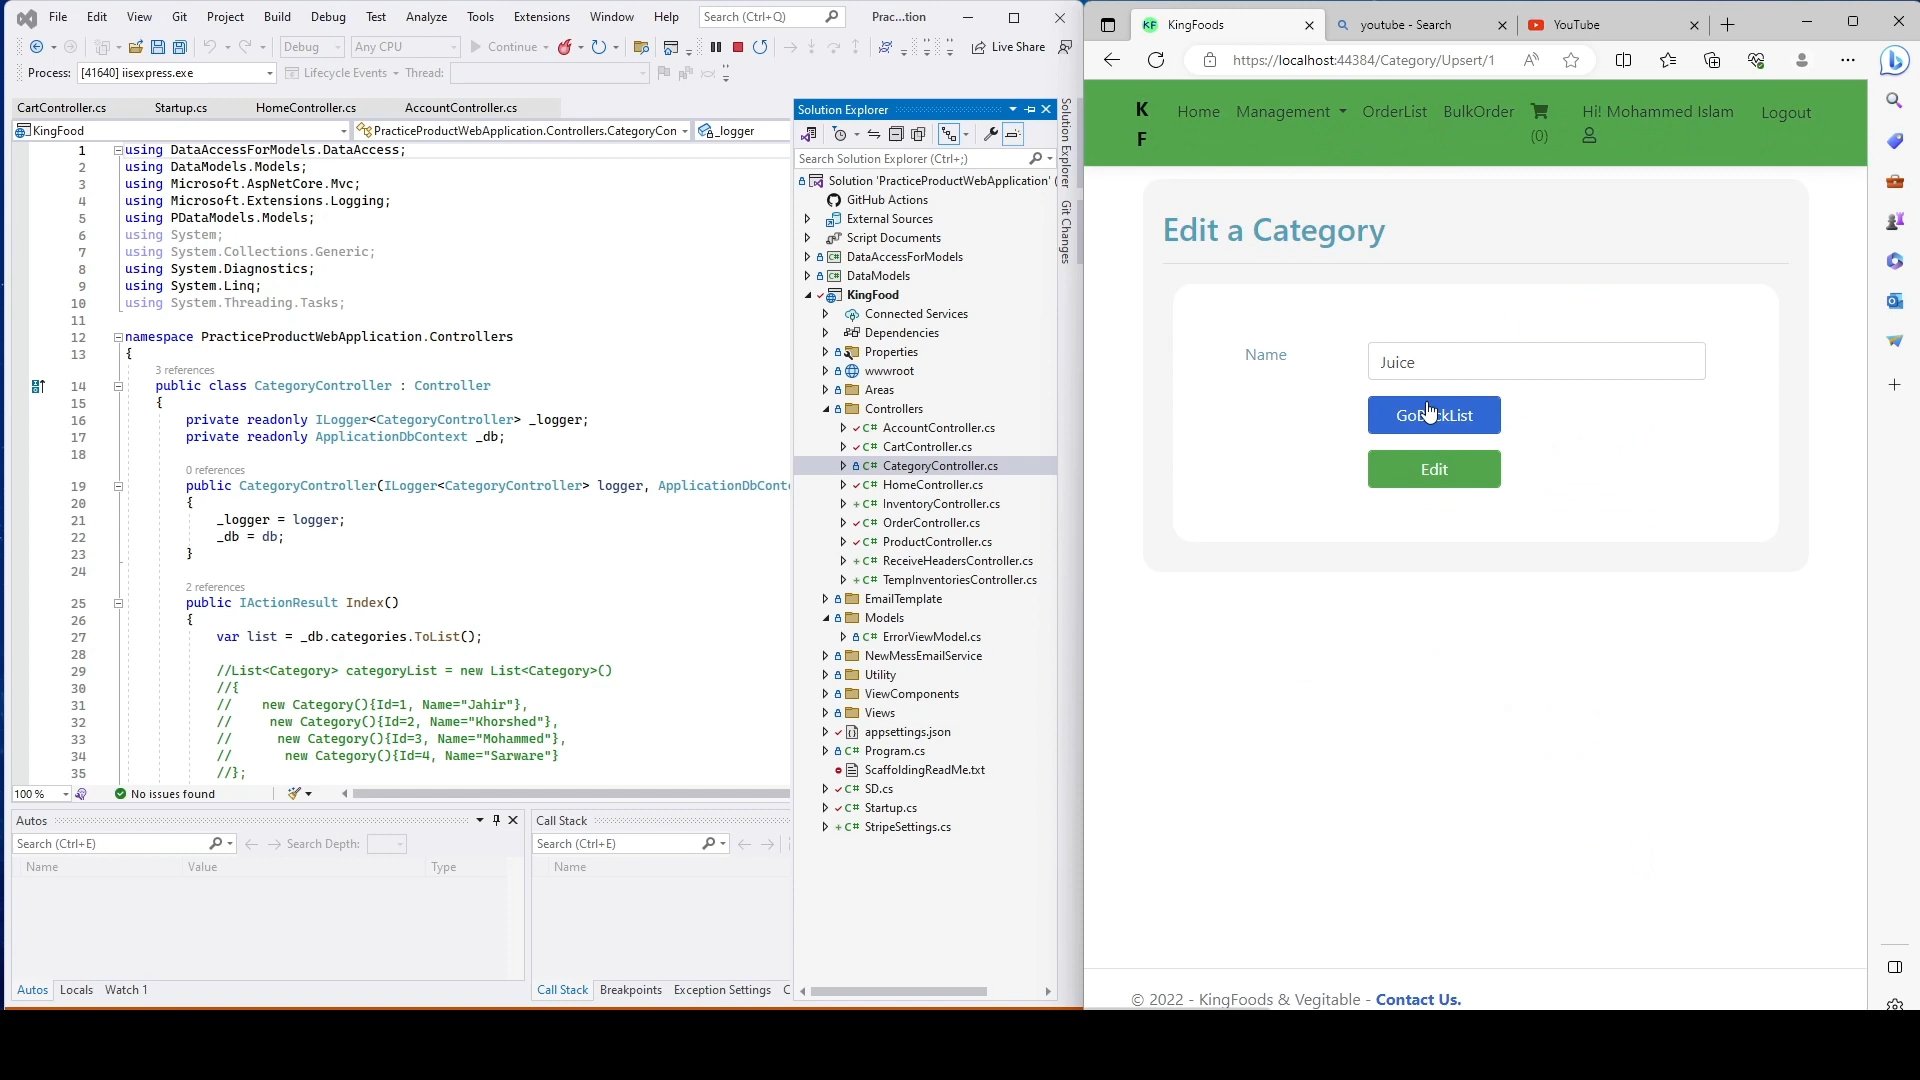 File Edit View Git Project Build Debug Test Analyze Tools Extensions Window Help Search (Ctrl+Q) Prac...tion
Debug Any CPU Continue Live Share
Process: [41640] iisexpress.exe Lifecycle Events Thread:
CartController.cs Startup.cs HomeController.cs AccountController.cs
KingFood PracticeProductWebApplication.Controllers.CategoryCon _logger
1 using DataAccessForModels.DataAccess;
2 using DataModels.Models;
3 using Microsoft.AspNetCore.Mvc;
4 using Microsoft.Extensions.Logging;
5 using PDataModels.Models;
6 using System;
7 using System.Collections.Generic;
8 using System.Diagnostics;
9 using System.Linq;
10 using System.Threading.Tasks;
11
12 namespace PracticeProductWebApplication.Controllers
13 {
3 references
14 public class CategoryController : Controller
15 {
16 private readonly ILogger<CategoryController> _logger;
17 private readonly ApplicationDbContext _db;
18
0 references
19 public CategoryController(ILogger<CategoryController> logger, ApplicationDbConte
20 {
21 _logger = logger;
22 _db = db;
23 }
24
2 references
25 public IActionResult Index()
26 {
27 var list = _db.categories.ToList();
28
29 //List<Category> categoryList = new List<Category>()
30 //{
31 // new Category(){Id=1, Name="Jahir"},
32 // new Category(){Id=2, Name="Khorshed"},
33 // new Category(){Id=3, Name="Mohammed"},
34 // new Category(){Id=4, Name="Sarware"}
35 //};
100 % No issues found
Autos
Search (Ctrl+E) Search Depth:
Name Value Type
Autos Locals Watch 1
Call Stack
Search (Ctrl+E)
Name
Call Stack Breakpoints Exception Settings C
Solution Explorer
Search Solution Explorer (Ctrl+;)
Solution 'PracticeProductWebApplication' (
GitHub Actions
External Sources
Script Documents
DataAccessForModels
DataModels
KingFood
Connected Services
Dependencies
Properties
wwwroot
Areas
Controllers
C# AccountController.cs
C# CartController.cs
C# CategoryController.cs
C# HomeController.cs
C# InventoryController.cs
C# OrderController.cs
C# ProductController.cs
C# ReceiveHeadersController.cs
C# TempInventoriesController.cs
EmailTemplate
Models
C# ErrorViewModel.cs
NewMessEmailService
Utility
ViewComponents
Views
appsettings.json
C# Program.cs
ScaffoldingReadMe.txt
C# SD.cs
C# Startup.cs
C# StripeSettings.cs
Solution Explorer
Git Changes
KF KingFoods youtube - Search YouTube
https://localhost:44384/Category/Upsert/1
K
F
Home Management OrderList BulkOrder (0) Hi! Mohammed Islam Logout
Edit a Category
Name Juice
Edit
© 2022 - KingFoods & Vegitable - Contact Us.